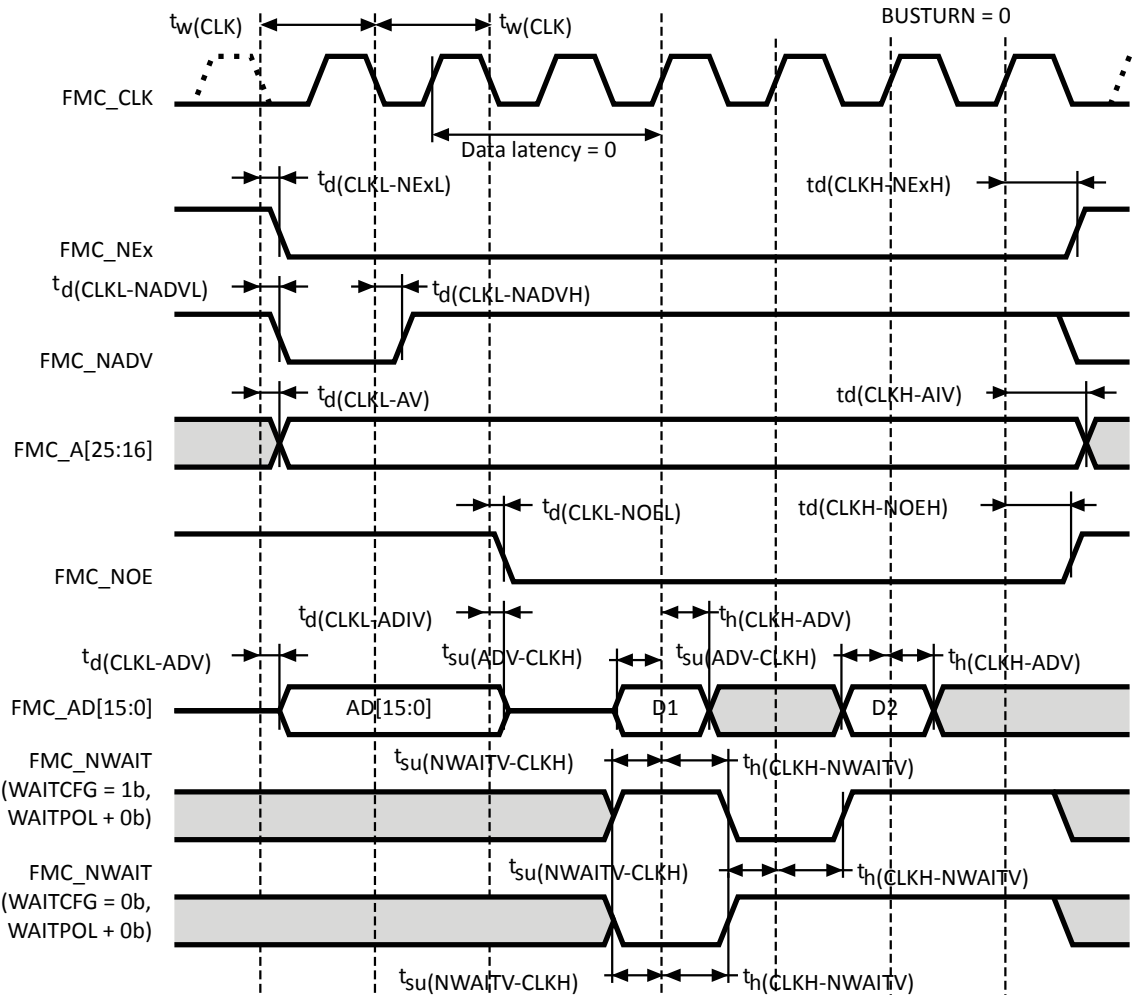 BUSTURN = 0
tw(CLK) tw(CLK)
FMC_CLK
Data latency = 0
td(CLKL-NExL) td(CLKH-NExH)
FMC_NEx
td(CLKL-NADVL) td(CLKL-NADVH)
FMC_NADV
td(CLKL-AV) td(CLKH-AIV)
FMC_A[25:16]
td(CLKL-NOEL) td(CLKH-NOEH)
FMC_NOE
td(CLKL-ADIV) th(CLKH-ADV)
td(CLKL-ADV) tsu(ADV-CLKH) tsu(ADV-CLKH) th(CLKH-ADV)
FMC_AD[15:0] AD[15:0] D1 D2
FMC_NWAIT tsu(NWAITV-CLKH) th(CLKH-NWAITV)
(WAITCFG = 1b,
WAITPOL + 0b)
FMC_NWAIT tsu(NWAITV-CLKH) th(CLKH-NWAITV)
(WAITCFG = 0b,
WAITPOL + 0b)
tsu(NWAITV-CLKH) th(CLKH-NWAITV)